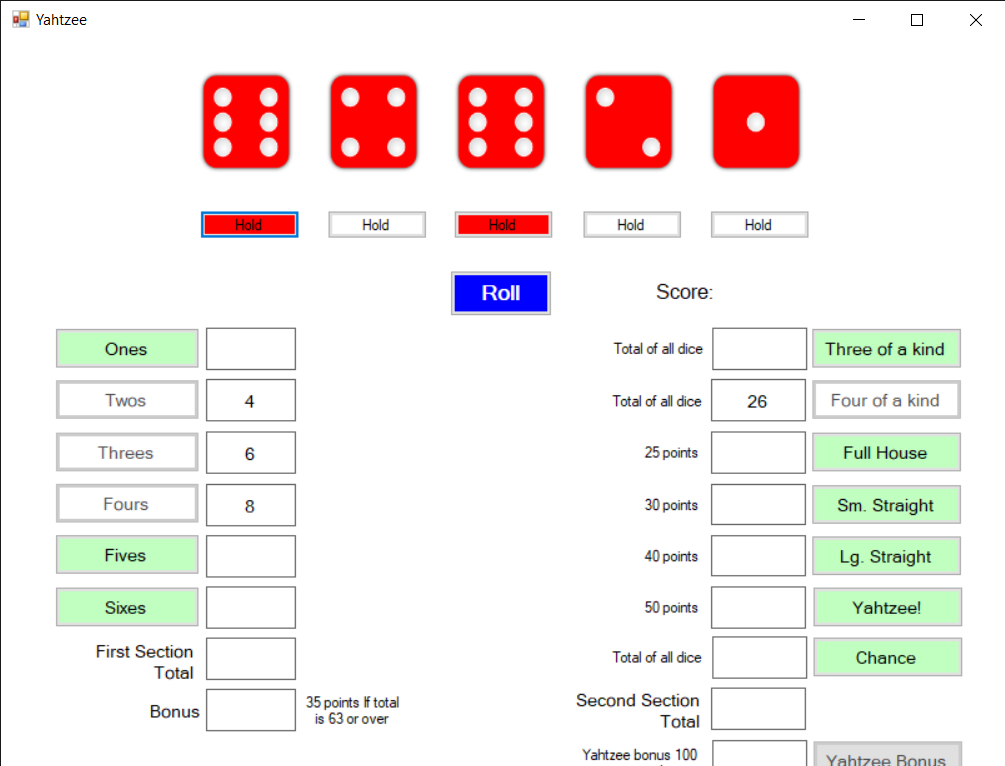 Yahtzee
Hold Hold Hold Hold Hold
Roll Score:
Ones Total of all dice Three of a kind
Twos 4 Total of all dice 26 Four of a kind
Threes 6 25 points Full House
Fours 8 30 points Sm. Straight
Fives 40 points Lg. Straight
Sixes 50 points Yahtzee!
First Section
Total
Total of all dice Chance
Bonus
35 points If total
is 63 or over
Second Section
Total
Yahtzee bonus 100 Yahtzee Bonus